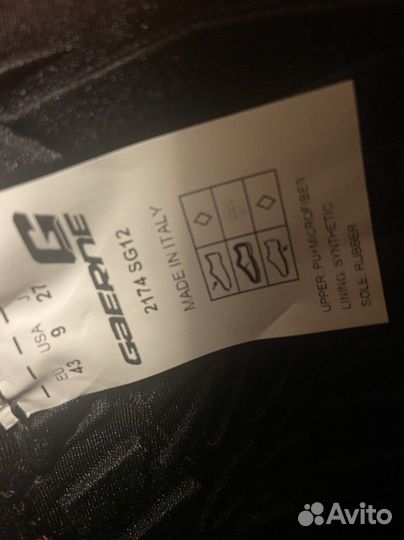 G
GAERNE
2174 SG12
MADE IN ITALY
UPPER: PU+MICROFIBER
LINING: SYNTHETIC
SOLE: RUBBER
J
27
USA
9
EU
43
Avito